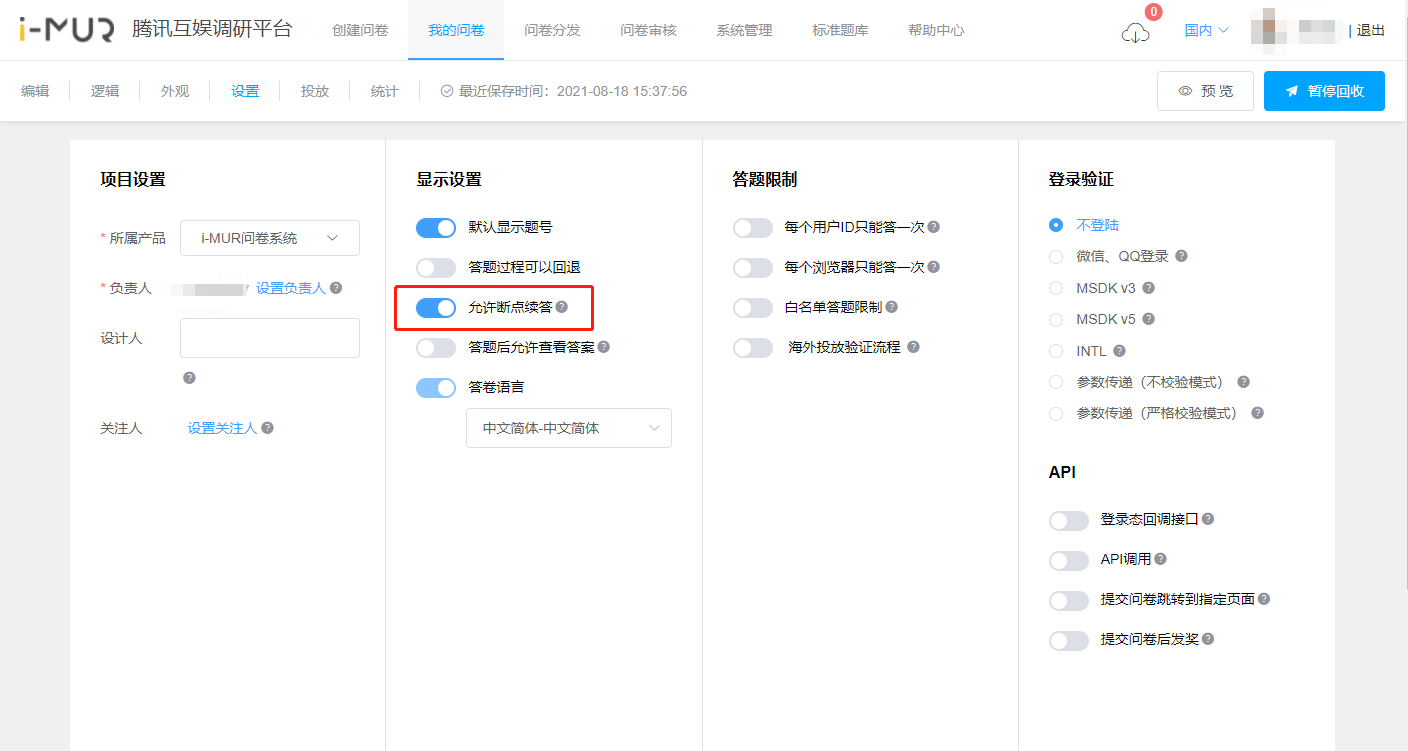 i-MUR 腾讯互娱调研平台 创建问卷 我的问卷 问卷分发 问卷审核 系统管理 标准题库 帮助中心 0 国内 | 退出
编辑 逻辑 外观 设置 投放 统计 最近保存时间：2021-08-18 15:37:56 预 览 暂停回收
项目设置
* 所属产品 i-MUR问卷系统
* 负责人 设置负责人 ?
设计人
?
关注人 设置关注人 ?
显示设置
默认显示题号
答题过程可以回退
允许断点续答 ?
答题后允许查看答案 ?
答卷语言
中文简体-中文简体
答题限制
每个用户ID只能答一次 ?
每个浏览器只能答一次 ?
白名单答题限制 ?
海外投放验证流程 ?
登录验证
不登陆
微信、QQ登录 ?
MSDK v3 ?
MSDK v5 ?
INTL ?
参数传递（不校验模式） ?
参数传递（严格校验模式） ?
API
登录态回调接口 ?
API调用 ?
提交问卷跳转到指定页面 ?
提交问卷后发奖 ?